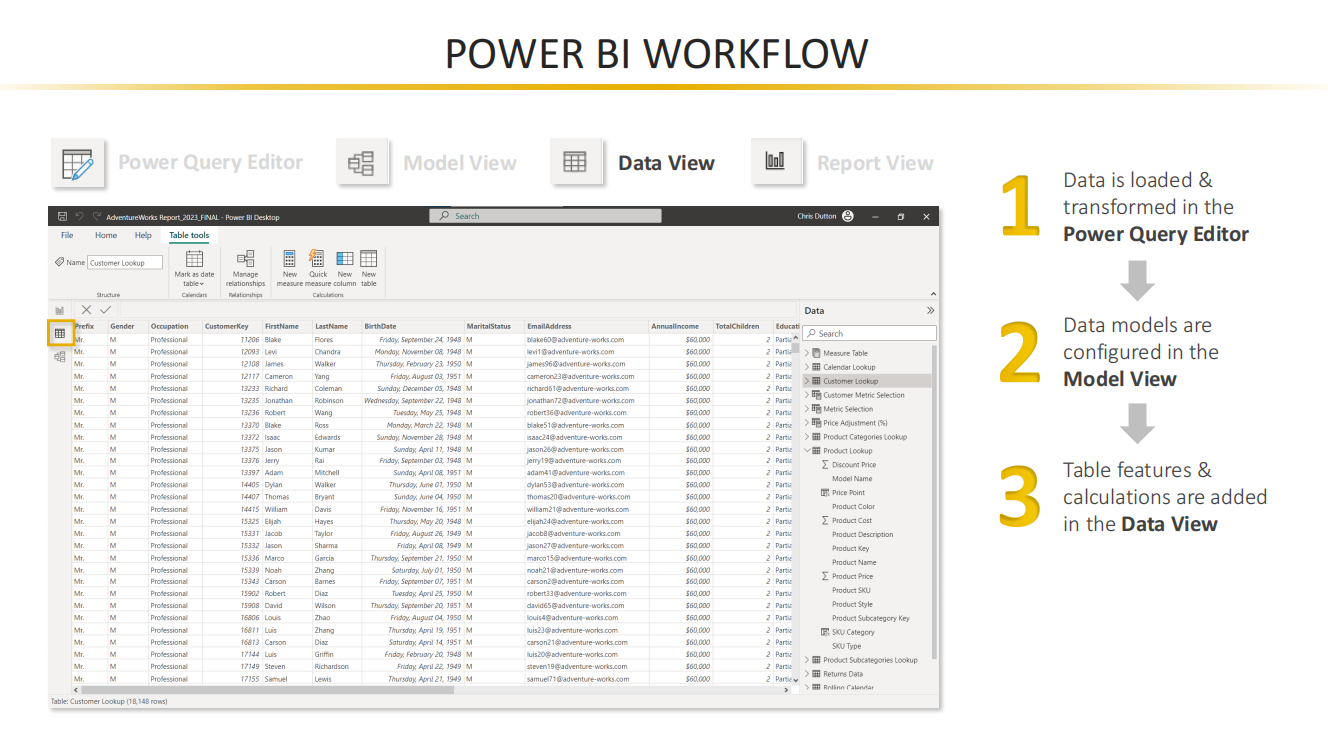 POWER BI WORKFLOW
Power Query Editor
Model View
Data View
Report View
AdventureWorks Report_2023_FINAL - Power BI Desktop
Search
Chris Dutton
File Home Help Table tools
Name Customer Lookup
Mark as date table
Manage relationships
New measure
Quick measure
New column
New table
Structure
Calendars
Relationships
Calculations
Prefix Gender Occupation CustomerKey FirstName LastName BirthDate MaritalStatus EmailAddress AnnualIncome TotalChildren Educati
Mr. M Professional 11206 Blake Flores Friday, September 24, 1948 M blake60@adventure-works.com $60,000 2 Partia
Mr. M Professional 12093 Levi Chandra Monday, November 08, 1948 M levi1@adventure-works.com $60,000 2 Partia
Mr. M Professional 12108 James Walker Thursday, February 23, 1950 M james96@adventure-works.com $60,000 2 Partia
Mr. M Professional 12117 Cameron Yang Friday, August 03, 1951 M cameron23@adventure-works.com $60,000 2 Partia
Mr. M Professional 13233 Richard Coleman Sunday, December 05, 1948 M richard61@adventure-works.com $60,000 2 Partia
Mr. M Professional 13235 Jonathan Robinson Wednesday, September 22, 1948 M jonathan72@adventure-works.com $60,000 2 Partia
Mr. M Professional 13236 Robert Wang Tuesday, May 25, 1948 M robert36@adventure-works.com $60,000 2 Partia
Mr. M Professional 13370 Blake Ross Monday, March 22, 1948 M blake51@adventure-works.com $60,000 2 Partia
Mr. M Professional 13372 Isaac Edwards Sunday, November 28, 1948 M isaac24@adventure-works.com $60,000 2 Partia
Mr. M Professional 13375 Jason Kumar Sunday, April 11, 1948 M jason26@adventure-works.com $60,000 2 Partia
Mr. M Professional 13376 Jerry Rai Friday, September 03, 1948 M jerry19@adventure-works.com $60,000 2 Partia
Mr. M Professional 13397 Adam Mitchell Sunday, April 08, 1951 M adam41@adventure-works.com $60,000 2 Partia
Mr. M Professional 14405 Dylan Walker Thursday, June 01, 1950 M dylan53@adventure-works.com $60,000 2 Partia
Mr. M Professional 14407 Thomas Bryant Sunday, June 04, 1950 M thomas20@adventure-works.com $60,000 2 Partia
Mr. M Professional 14415 William Davis Friday, November 16, 1951 M william21@adventure-works.com $60,000 2 Partia
Mr. M Professional 15325 Elijah Hayes Thursday, May 20, 1948 M elijah24@adventure-works.com $60,000 2 Partia
Mr. M Professional 15331 Jacob Taylor Friday, August 26, 1949 M jacob8@adventure-works.com $60,000 2 Partia
Mr. M Professional 15332 Jason Sharma Friday, April 08, 1949 M jason27@adventure-works.com $60,000 2 Partia
Mr. M Professional 15336 Marco Garcia Thursday, September 21, 1950 M marco15@adventure-works.com $60,000 2 Partia
Mr. M Professional 15339 Noah Zhang Saturday, July 01, 1950 M noah21@adventure-works.com $60,000 2 Partia
Mr. M Professional 15343 Carson Barnes Friday, September 07, 1951 M carson2@adventure-works.com $60,000 2 Partia
Mr. M Professional 15902 Robert Diaz Tuesday, April 25, 1950 M robert33@adventure-works.com $60,000 2 Partia
Mr. M Professional 15908 David Wilson Thursday, September 20, 1951 M david65@adventure-works.com $60,000 2 Partia
Mr. M Professional 16806 Louis Zhao Friday, August 04, 1950 M louis4@adventure-works.com $60,000 2 Partia
Mr. M Professional 16811 Luis Zhang Thursday, April 19, 1951 M luis23@adventure-works.com $60,000 2 Partia
Mr. M Professional 16813 Carson Diaz Saturday, April 14, 1951 M carson21@adventure-works.com $60,000 2 Partia
Mr. M Professional 17144 Luis Griffin Friday, February 20, 1948 M luis20@adventure-works.com $60,000 2 Partia
Mr. M Professional 17149 Steven Richardson Friday, April 22, 1949 M steven19@adventure-works.com $60,000 2 Partia
Mr. M Professional 17155 Samuel Lewis Thursday, April 21, 1949 M samuel71@adventure-works.com $60,000 2 Partia
Table: Customer Lookup (18,148 rows)
Data
Search
Measure Table
Calendar Lookup
Customer Lookup
Customer Metric Selection
Metric Selection
Price Adjustment (%)
Product Categories Lookup
Product Lookup
Discount Price
Model Name
Price Point
Product Color
Product Cost
Product Description
Product Key
Product Name
Product Price
Product SKU
Product Style
Product Subcategory Key
SKU Category
SKU Type
Product Subcategories Lookup
Returns Data
Rolling Calendar
1
Data is loaded &
transformed in the
Power Query Editor
2
Data models are
configured in the
Model View
3
Table features &
calculations are added
in the Data View